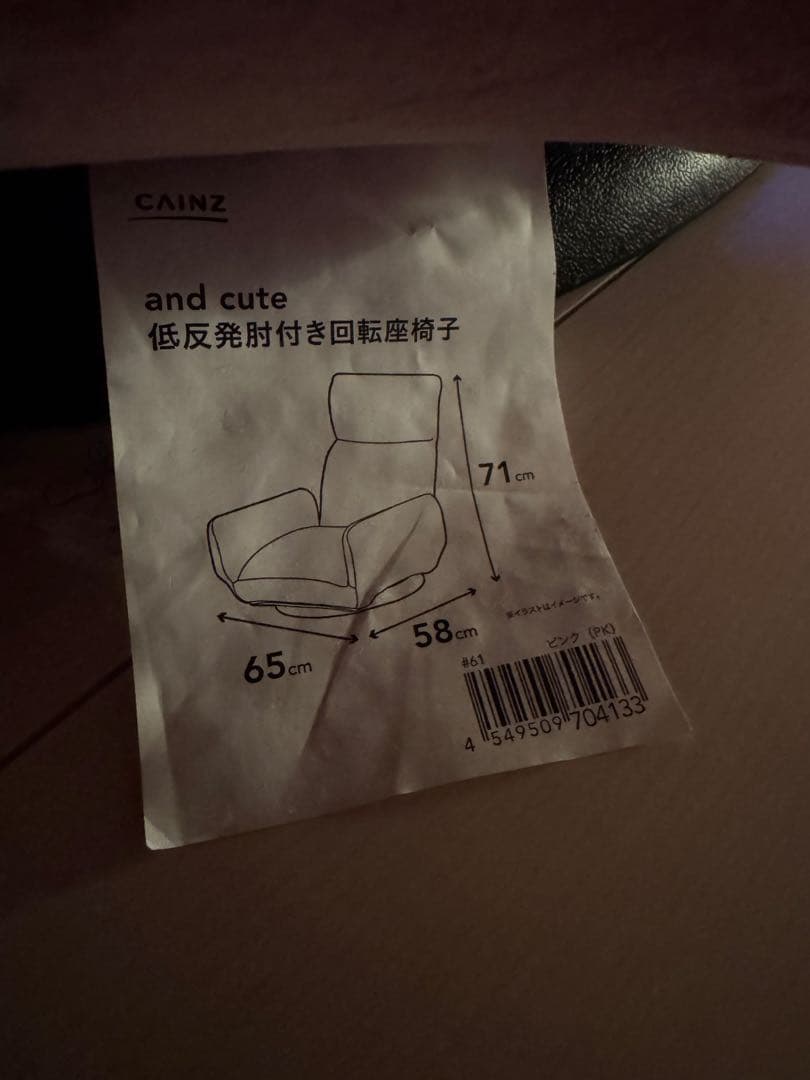 CAINZ
and cute
低反発肘付き回転座椅子
71cm
58cm
65cm
※イラストはイメージです。
ピンク (PK)
#61
4 549509 704133